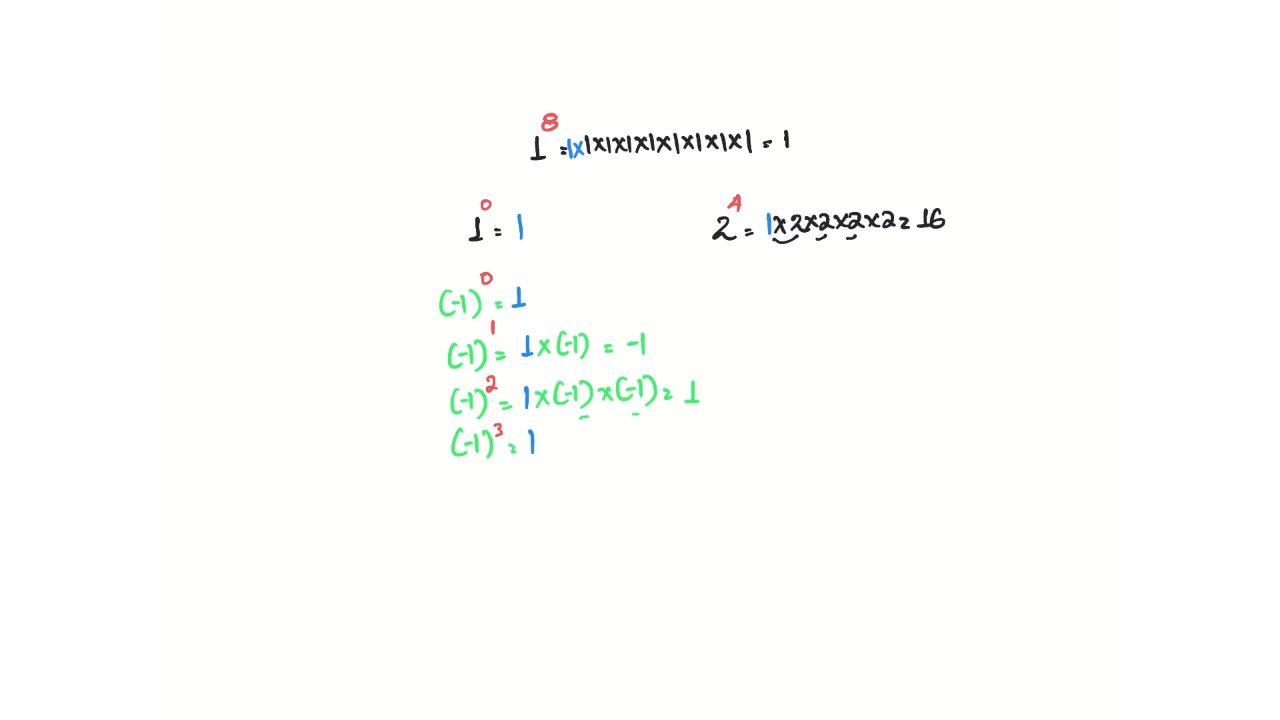 1⁸ = 1x1x1x1x1x1x1x1x1 = 1
1⁰ = 1
2⁴ = 1x2x2x2x2 = 16
(-1)⁰ = 1
(-1)¹ = 1x(-1) = -1
(-1)² = 1x(-1)x(-1) = 1
(-1)³ = 1